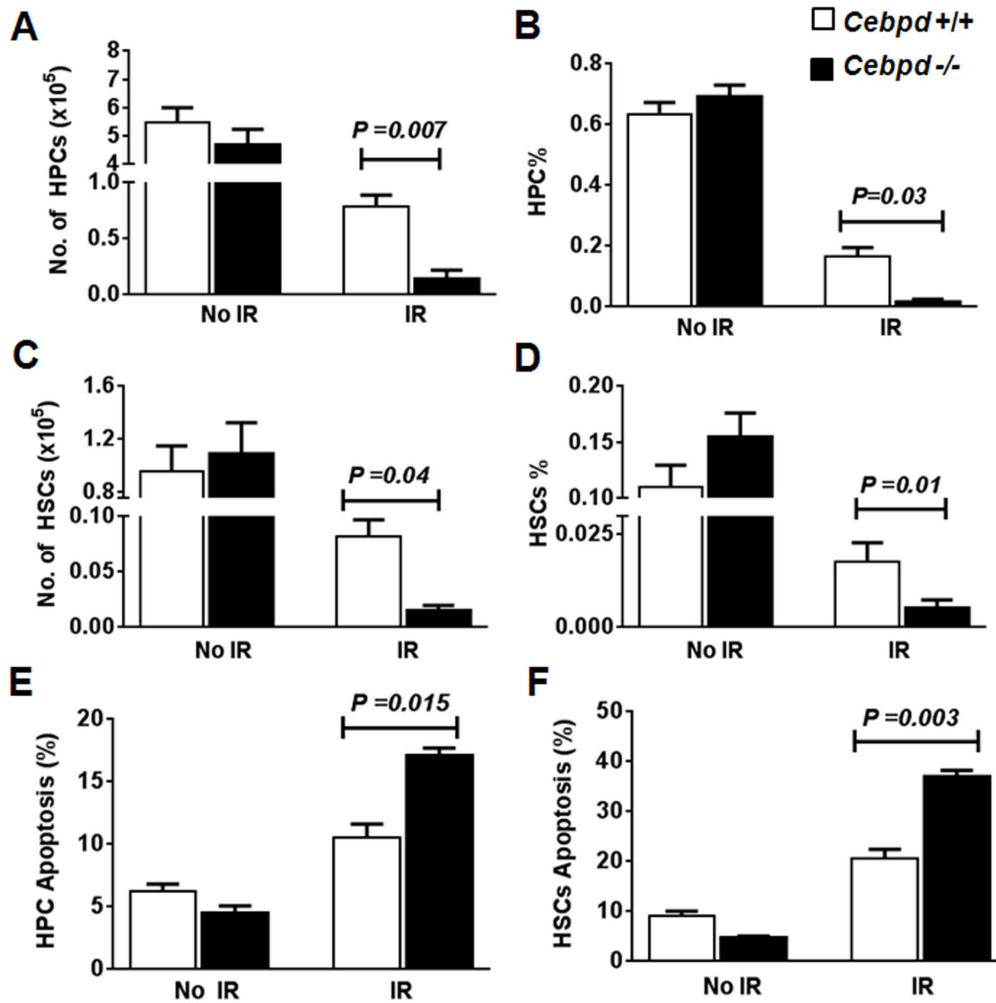 A
B
Cebpd +/+
Cebpd -/-
No. of HPCs (x10⁵)
8
7
6
5
4
1.0
0.5
0.0
P =0.007
No IR
IR
HPC%
0.8
0.6
0.4
0.2
0.0
P=0.03
No IR
IR
C
D
No. of HSCs (x10⁵)
1.6
1.2
0.8
0.10
0.05
0.00
P =0.04
No IR
IR
HSCs %
0.20
0.15
0.10
0.025
0.000
P =0.01
No IR
IR
E
F
HPC Apoptosis (%)
20
15
10
5
0
P =0.015
No IR
IR
HSCs Apoptosis (%)
50
40
30
20
10
0
P =0.003
No IR
IR